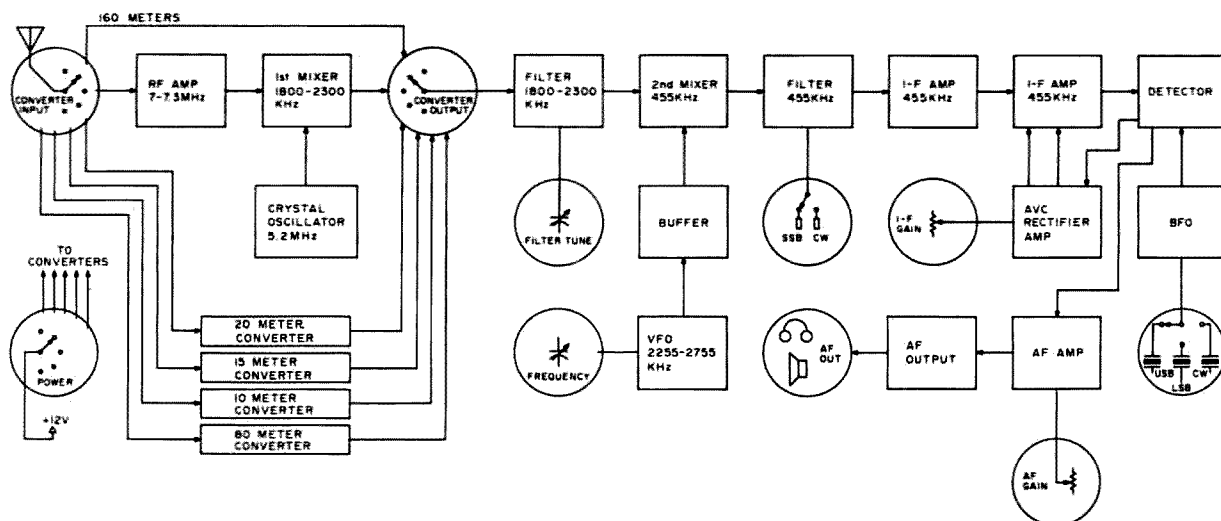 160 METERS
CONVERTER
INPUT
RF AMP
7-7.3MHz
1st MIXER
1800-2300
KHz
CONVERTER
OUTPUT
FILTER
1800-2300
KHz
2nd MIXER
455KHz
FILTER
455KHz
I-F AMP
455KHz
I-F AMP
455KHz
DETECTOR
CRYSTAL
OSCILLATOR
5.2MHz
FILTER TUNE
BUFFER
SSB CW
I-F
GAIN
AVC
RECTIFIER
AMP
BFO
TO
CONVERTERS
POWER
+12V
20 METER
CONVERTER
15 METER
CONVERTER
10 METER
CONVERTER
80 METER
CONVERTER
FREQUENCY
VFO
2255-2755
KHz
AF
OUT
AF
OUTPUT
AF AMP
USB
LSB
CW
AF
GAIN